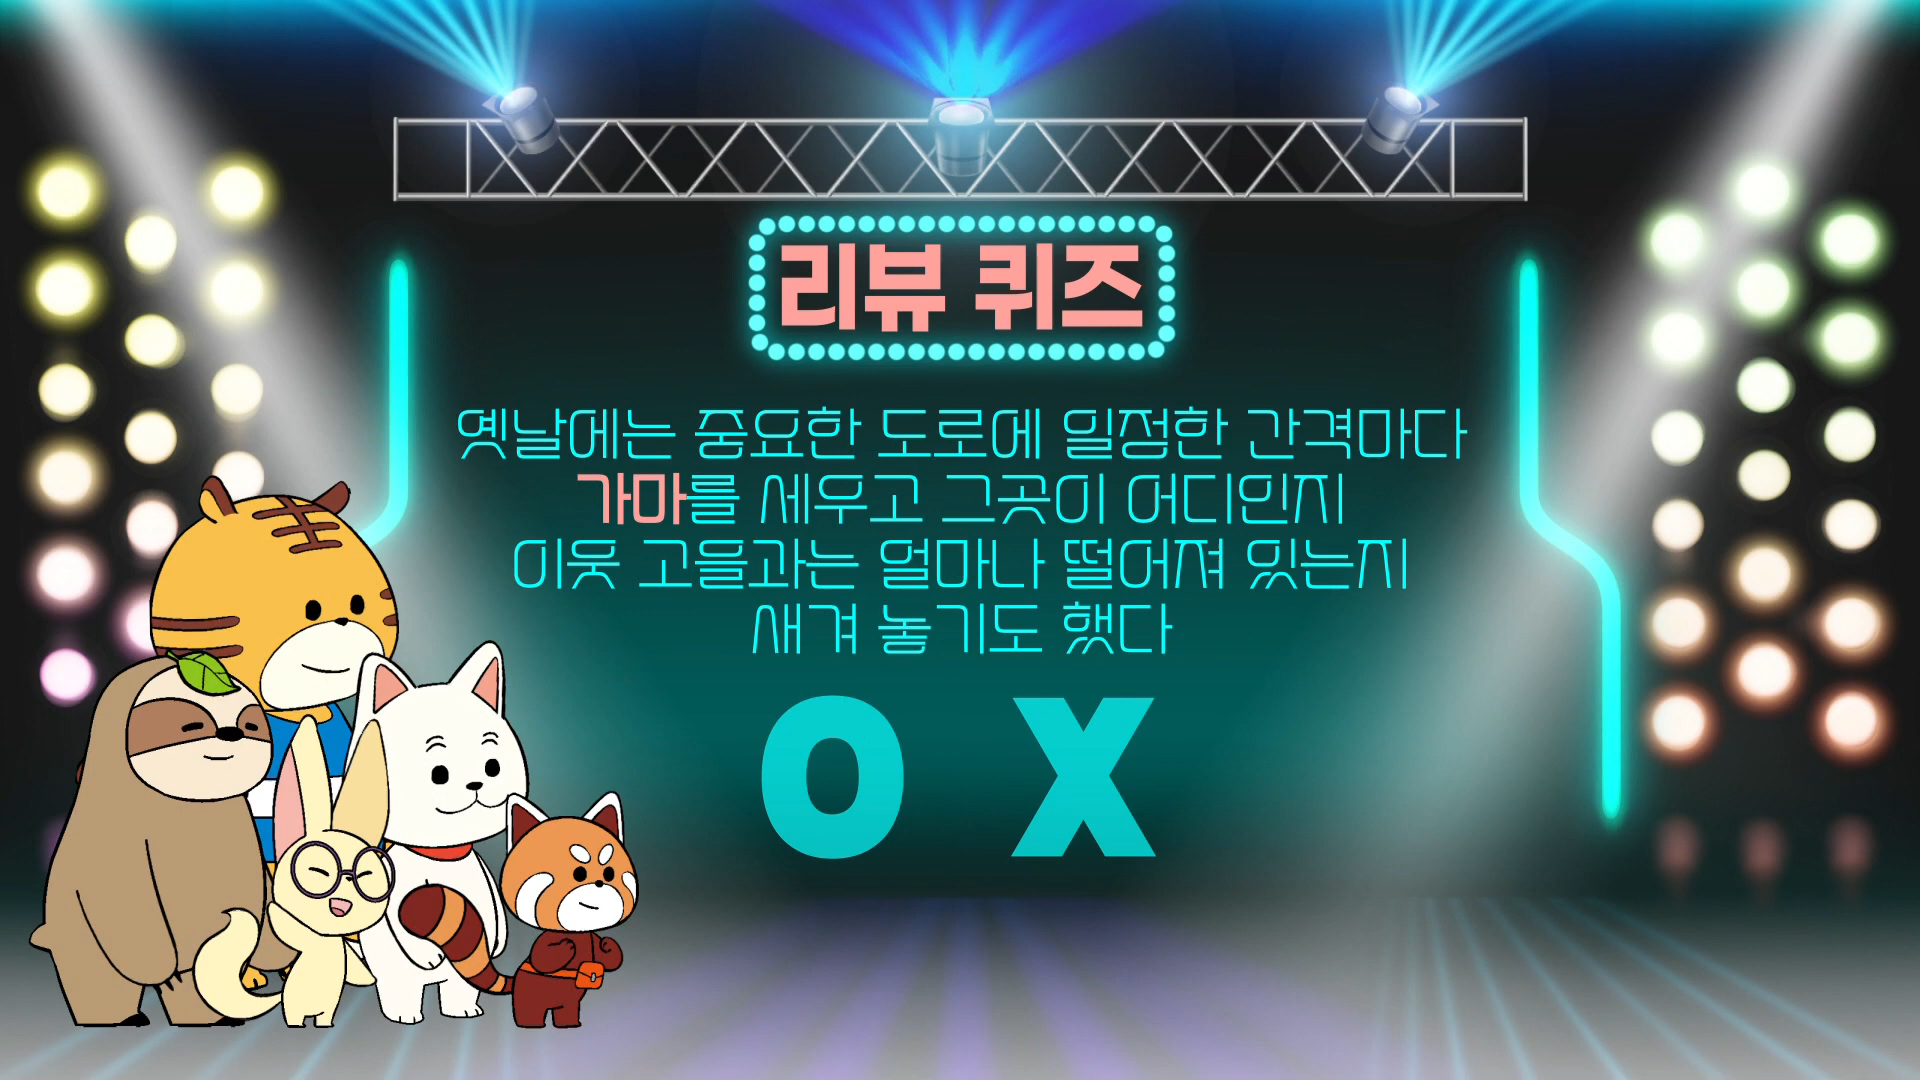 리뷰 퀴즈
옛날에는 중요한 도로에 일정한 간격마다
가마를 세우고 그곳이 어디인지
이웃 고을과는 얼마나 떨어져 있는지
새겨 놓기도 했다
O X